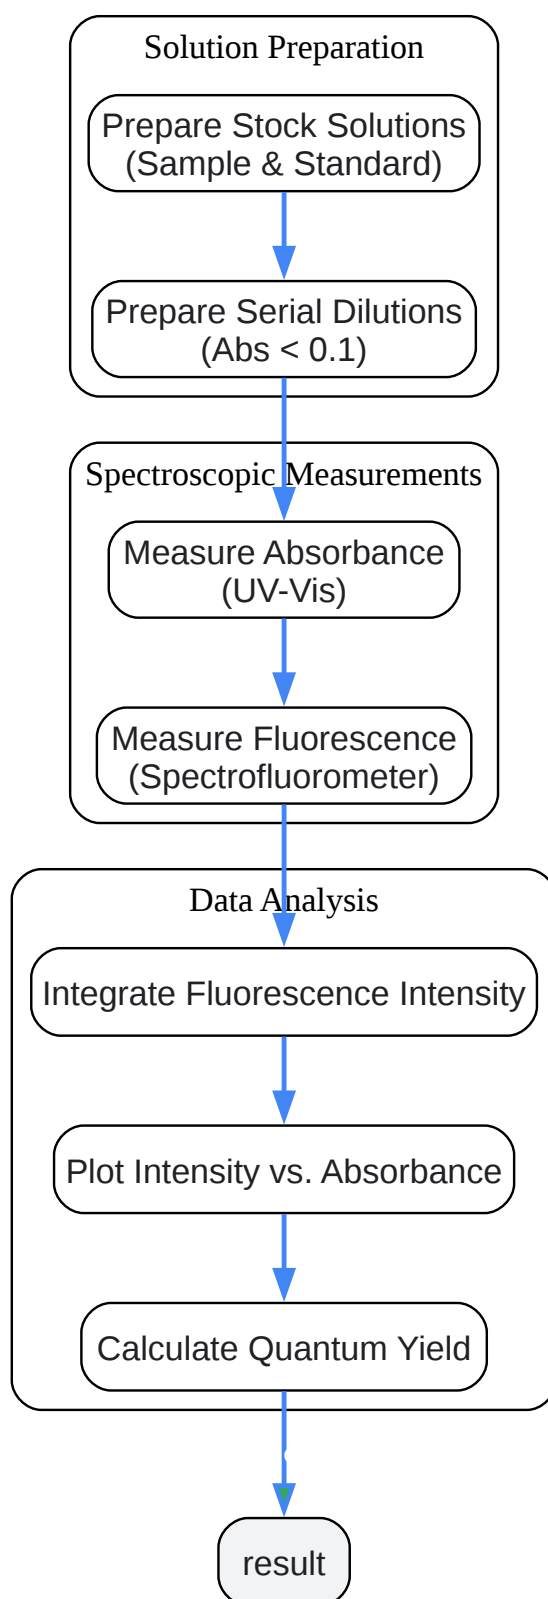 Solution Preparation
Prepare Stock Solutions
(Sample & Standard)
Prepare Serial Dilutions
(Abs < 0.1)
Spectroscopic Measurements
Measure Absorbance
(UV-Vis)
Measure Fluorescence
(Spectrofluorometer)
Data Analysis
Integrate Fluorescence Intensity
Plot Intensity vs. Absorbance
Calculate Quantum Yield
result